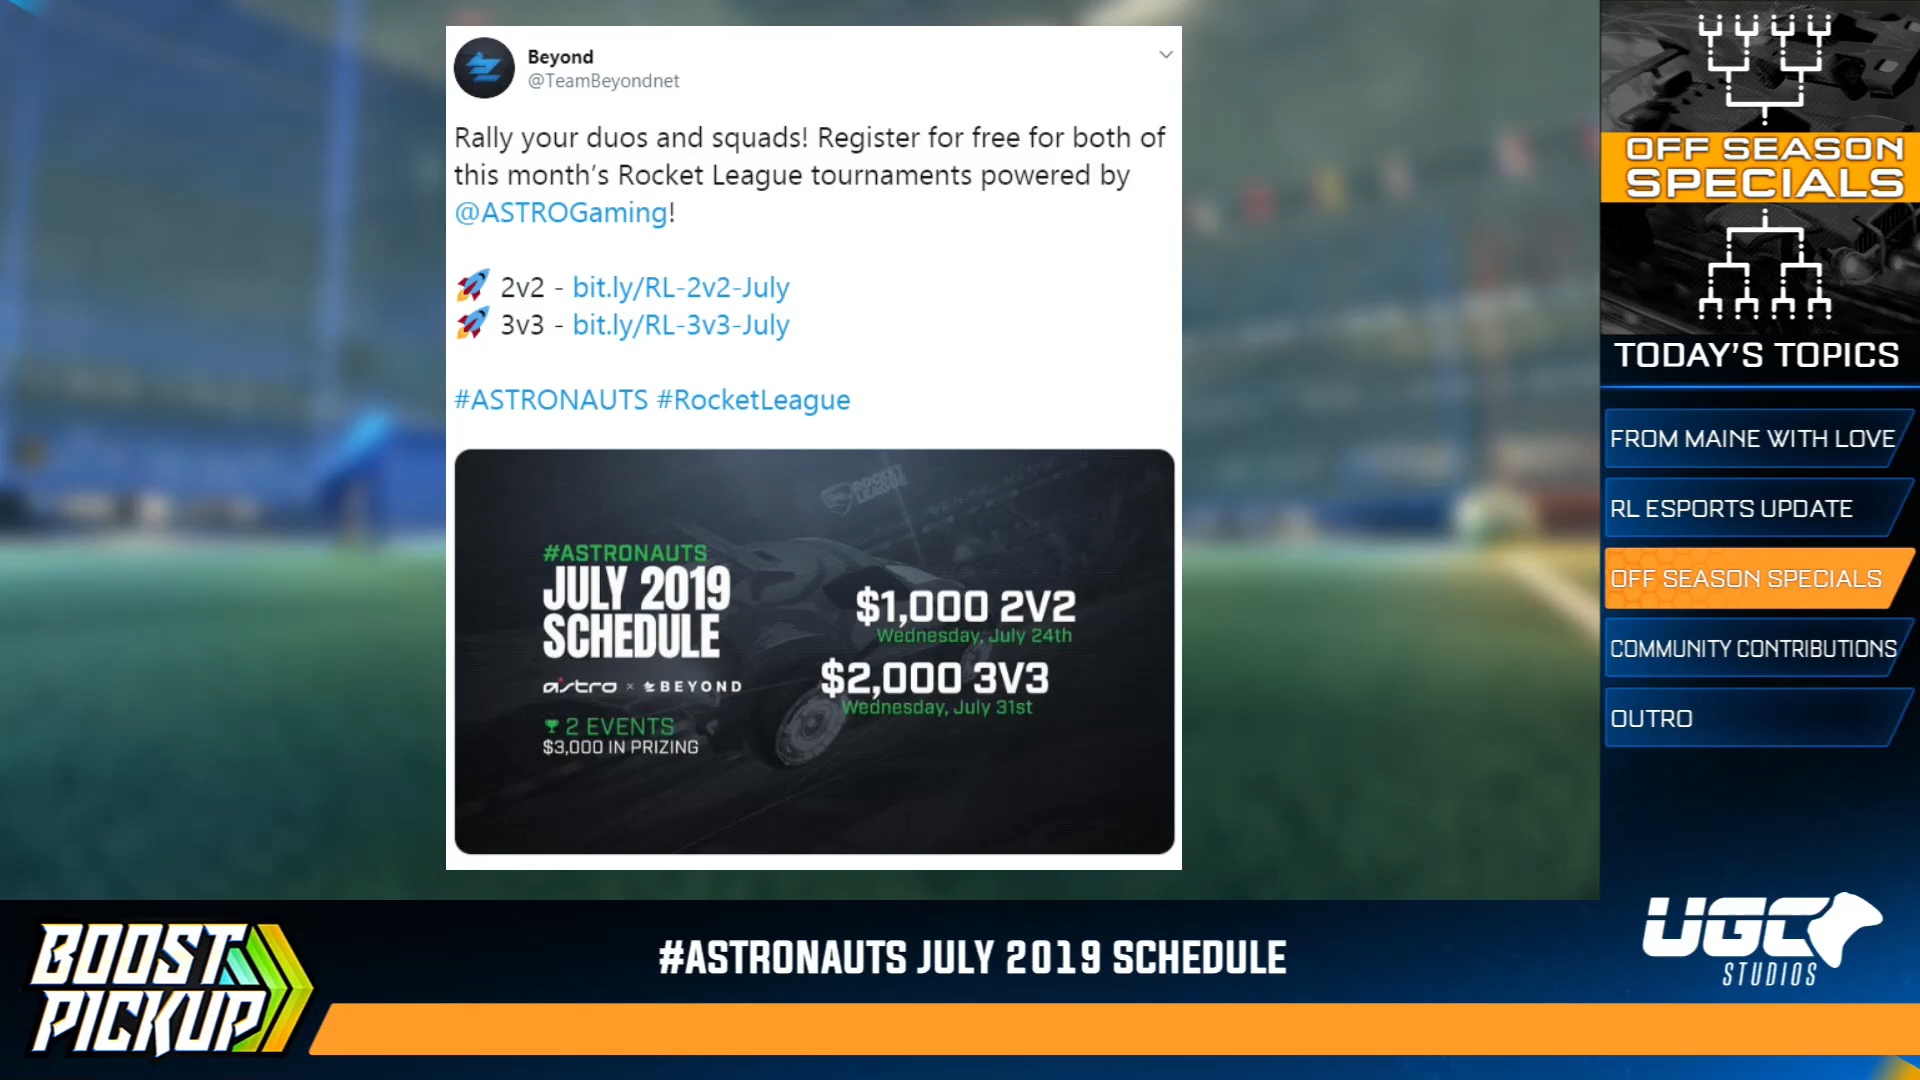 Beyond
@TeamBeyondnet
Rally your duos and squads! Register for free for both of
this month's Rocket League tournaments powered by
@ASTROGaming!
2v2 - bit.ly/RL-2v2-July
3v3 - bit.ly/RL-3v3-July
#ASTRONAUTS #RocketLeague
ROCKET LEAGUE
#ASTRONAUTS
JULY 2019
SCHEDULE
astro × BEYOND
2 EVENTS
$3,000 IN PRIZING
$1,000 2V2
Wednesday, July 24th
$2,000 3V3
Wednesday, July 31st
OFF SEASON
SPECIALS
TODAY'S TOPICS
FROM MAINE WITH LOVE
RL ESPORTS UPDATE
OFF SEASON SPECIALS
COMMUNITY CONTRIBUTIONS
OUTRO
BOOST
PICKUP
#ASTRONAUTS JULY 2019 SCHEDULE
UGC
STUDIOS